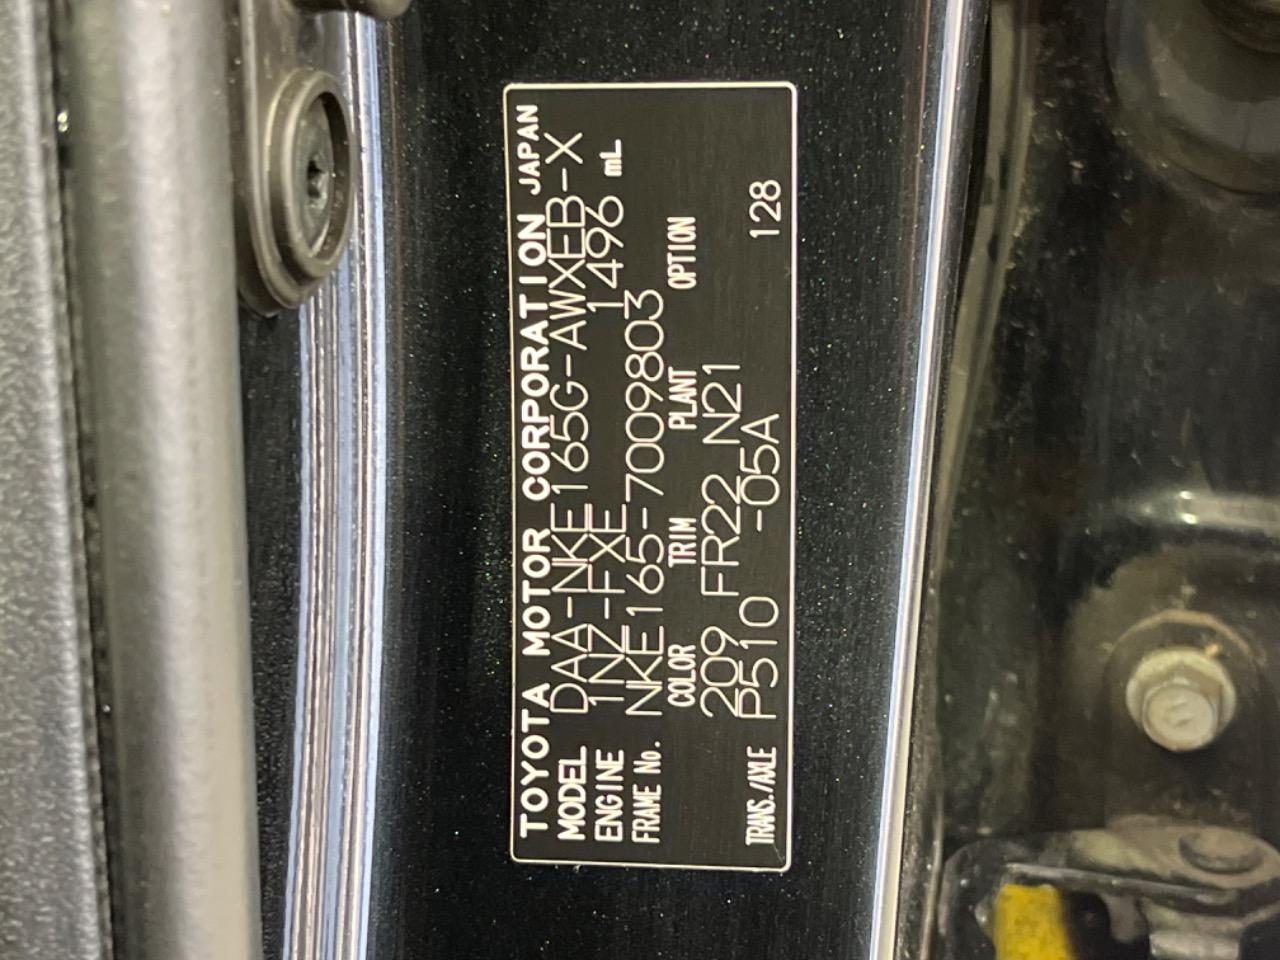 TOYOTA MOTOR CORPORATION JAPAN
MODEL DAA-NKE165G-AWXEB-X
ENGINE 1NZ-FXE 1496 mL
FRAME No. NKE165-7009803
COLOR TRIM PLANT OPTION
209 FR22 N21
TRANS./AXLE P510 -05A 128